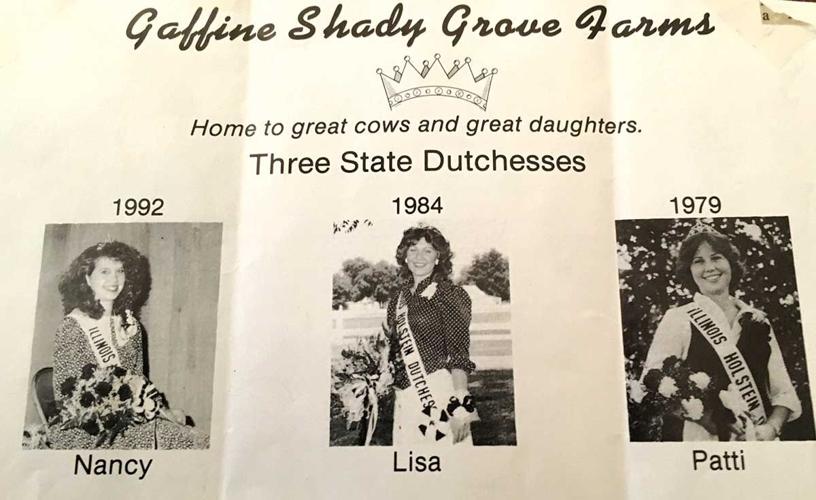 Gaffine Shady Grove Farms
Home to great cows and great daughters.
Three State Dutchesses
1992
1984
1979
ILLINOIS
HOLSTEIN DUTCHES
ILLINOIS HOLSTEIN
Nancy
Lisa
Patti